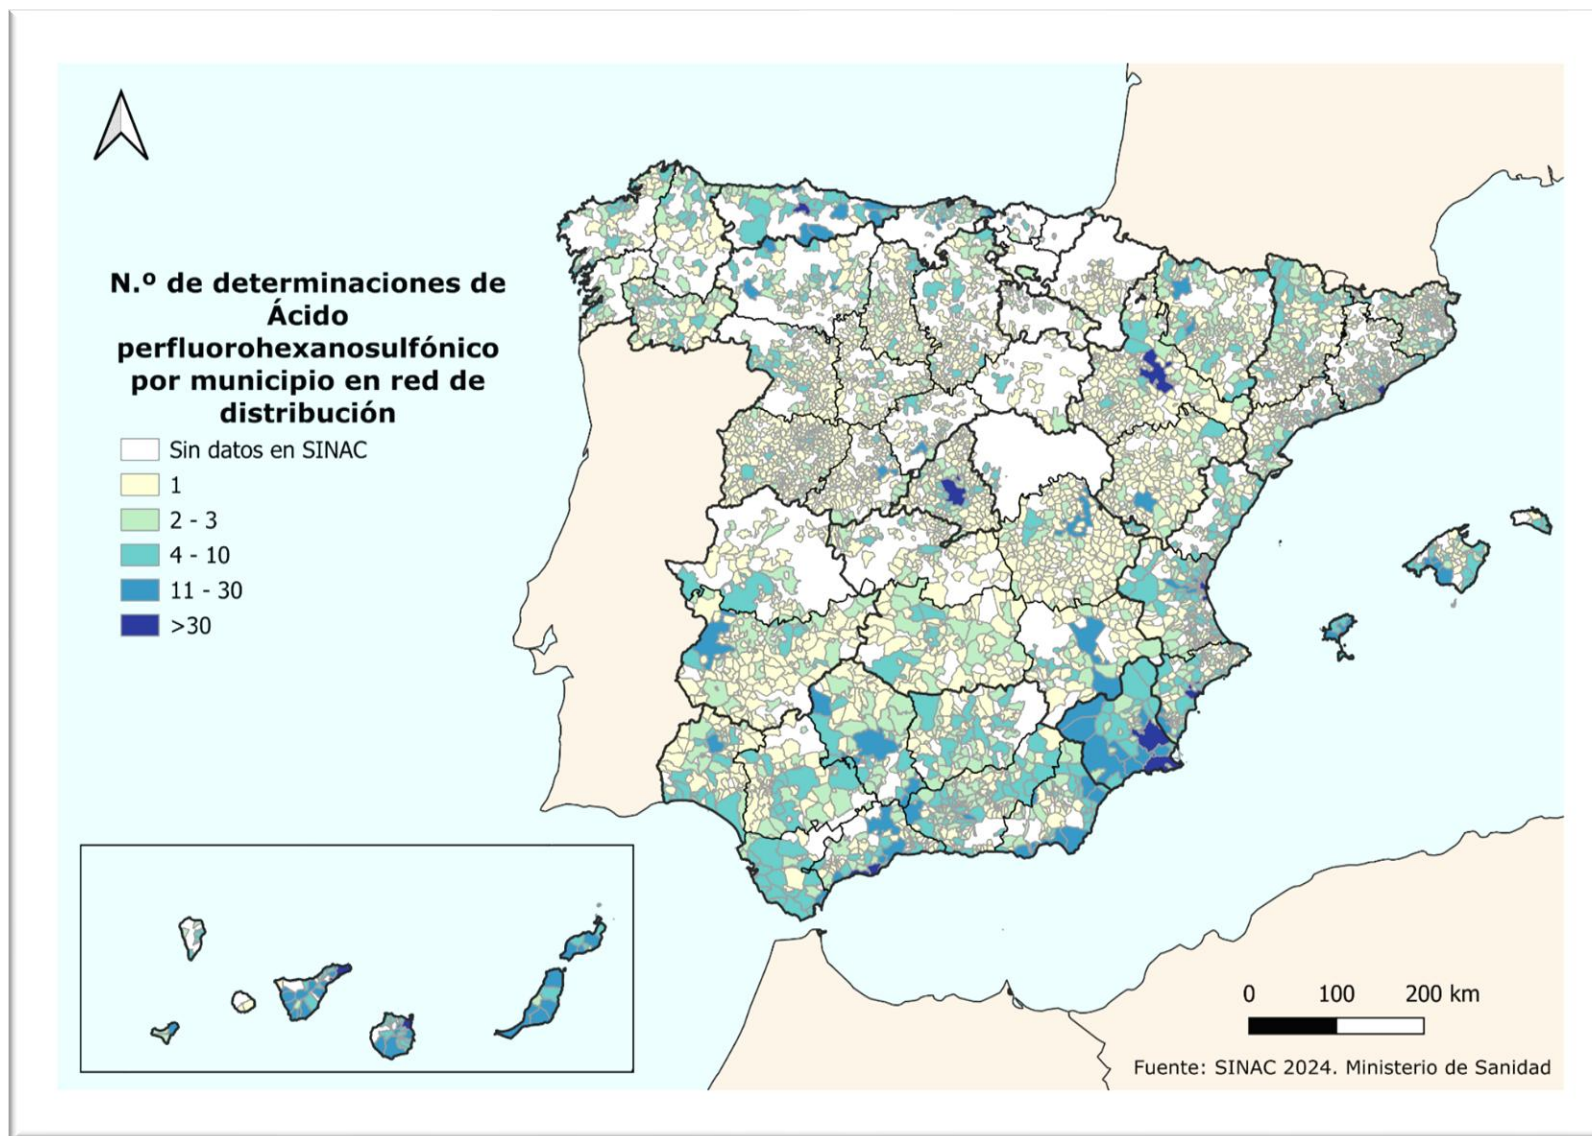 N.º de determinaciones de
Ácido
perfluorohexanosulfónico
por municipio en red de
distribución
Sin datos en SINAC
1
2 - 3
4 - 10
11 - 30
>30
0 100 200 km
Fuente: SINAC 2024. Ministerio de Sanidad